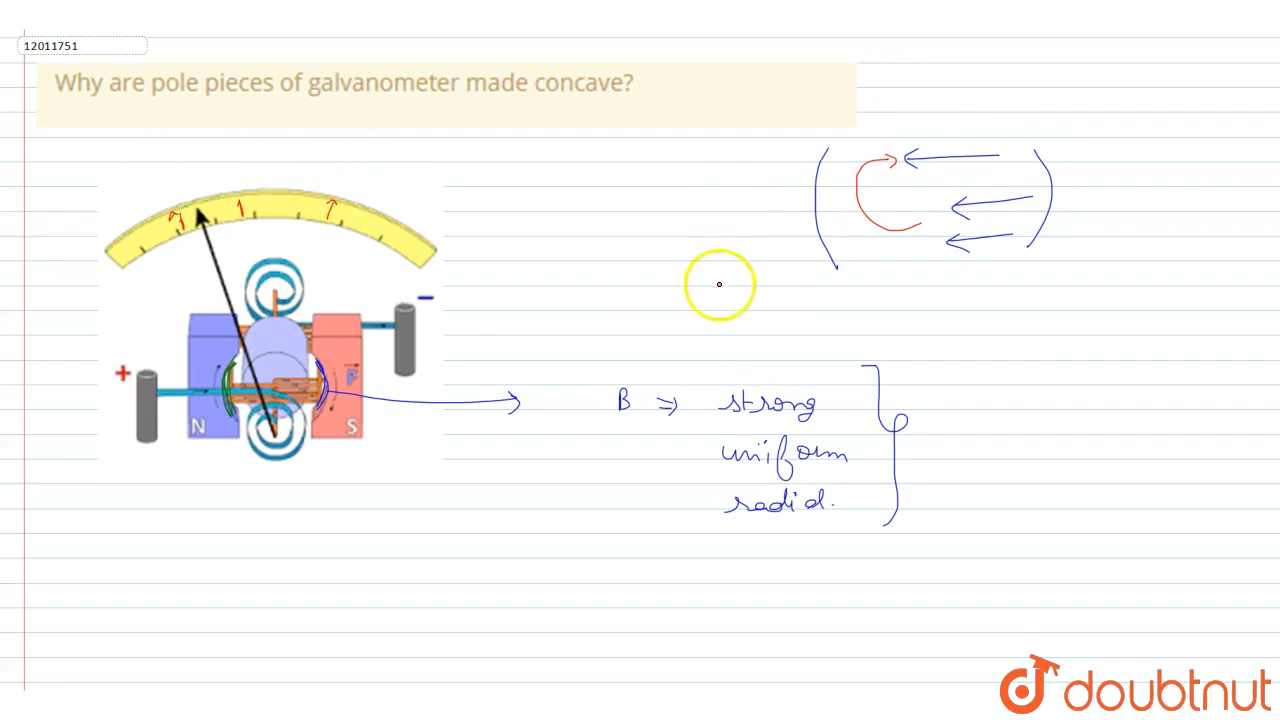 12011751
Why are pole pieces of galvanometer made concave?
−
+
F
N
S
B ⇒ strong
uniform
radial.
doubtnut